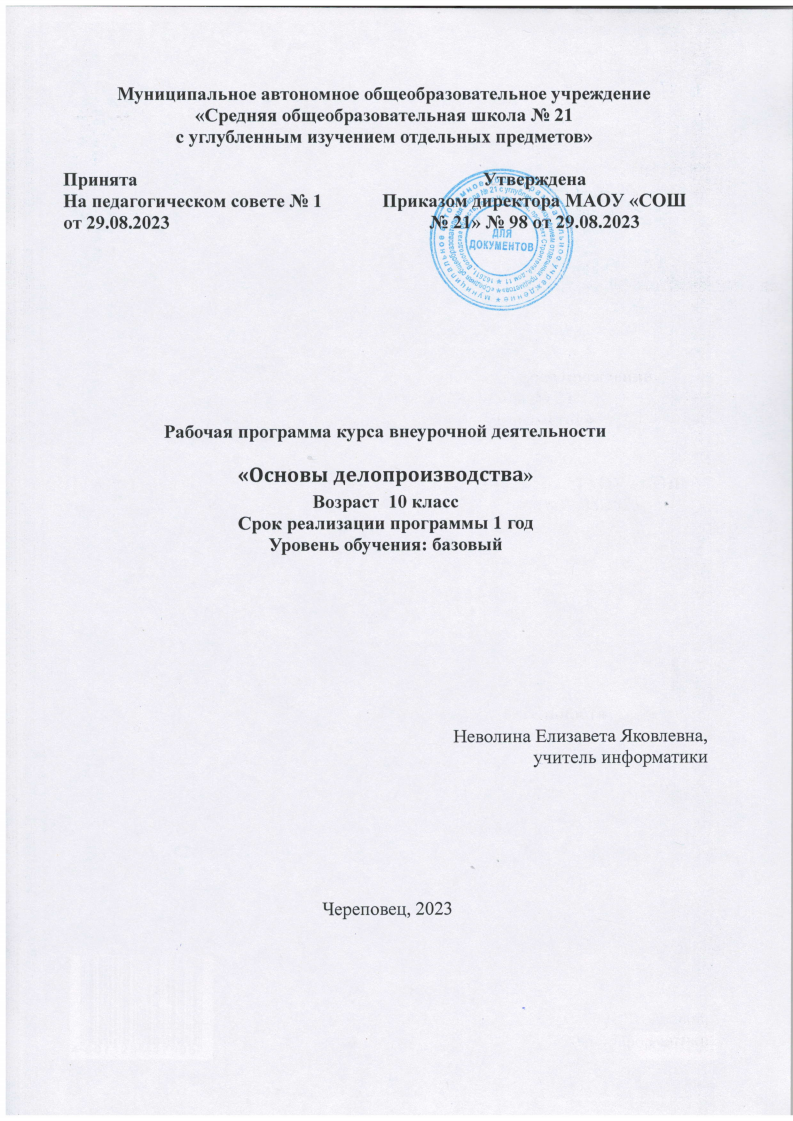 Муниципальное автономное общеобразовательное учреждение
«Средняя общеобразовательная школа № 21
с углубленным изучением отдельных предметов»
Принята
На педагогическом совете № 1
от 29.08.2023
Утверждена
Приказом директора МАОУ «СОШ
№ 21» № 98 от 29.08.2023
ДЛЯ
ДОКУМЕНТОВ
Рабочая программа курса внеурочной деятельности
«Основы делопроизводства»
Возраст 10 класс
Срок реализации программы 1 год
Уровень обучения: базовый
Неволина Елизавета Яковлевна,
учитель информатики
Череповец, 2023